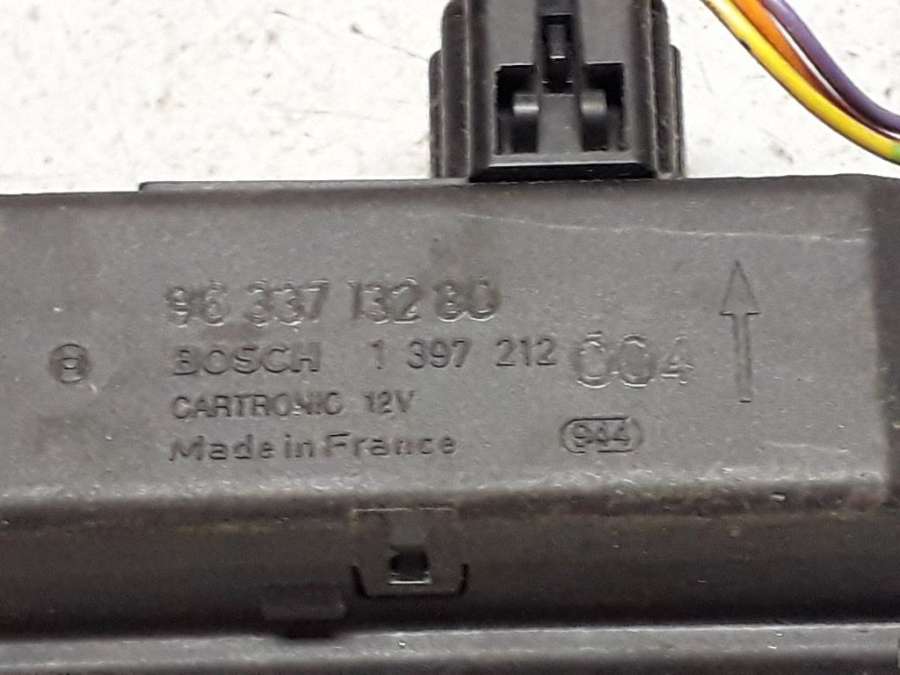 96 337 132 80
BOSCH 1 397 212 004
CARTRONIC 12V
Made in France
944